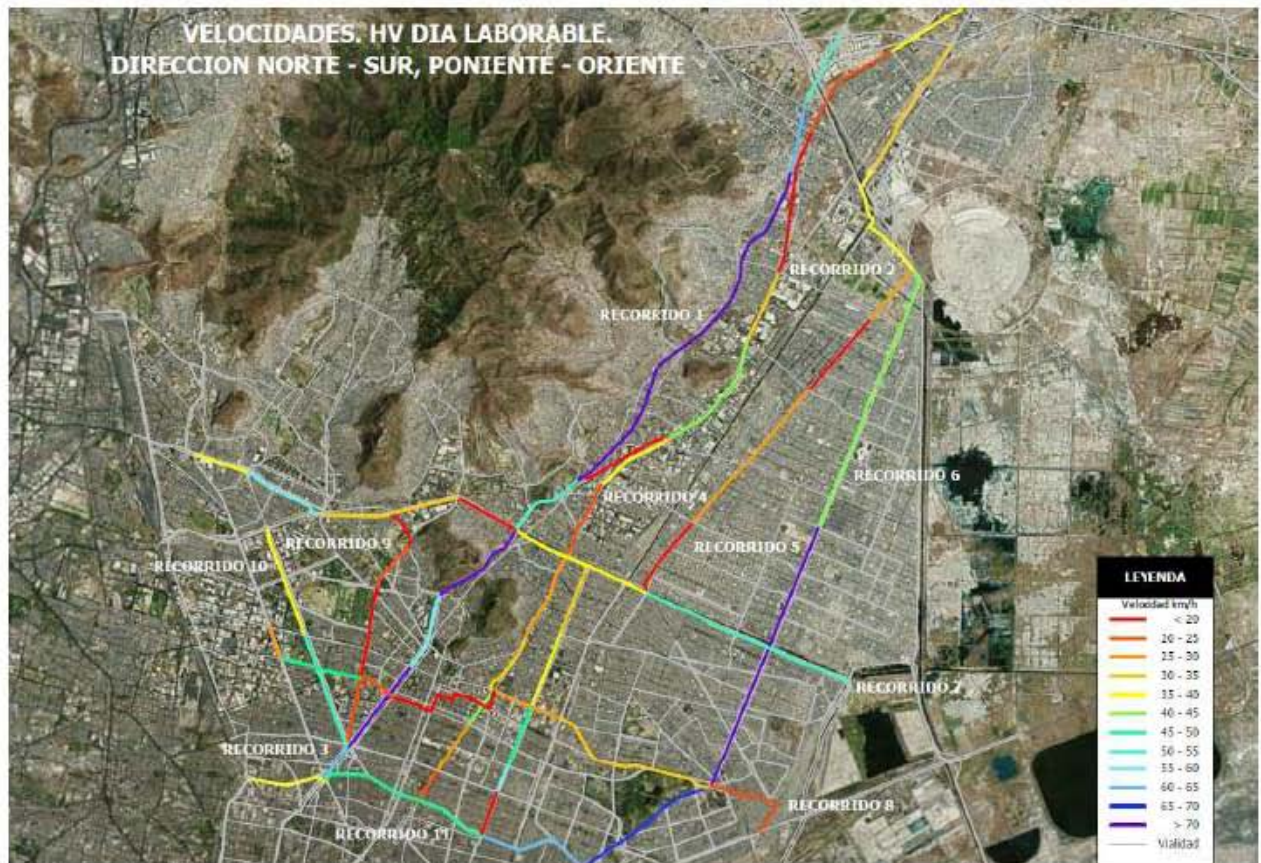 VELOCIDADES. HV DIA LABORABLE.
DIRECCION NORTE - SUR, PONIENTE - ORIENTE
RECORRIDO 2
RECORRIDO 1
RECORRIDO 6
RECORRIDO 4
RECORRIDO 9
RECORRIDO 5
RECORRIDO 10
RECORRIDO 7
RECORRIDO 3
RECORRIDO 8
RECORRIDO 11
LEYENDA
Velocidad km/h
< 20
20 - 25
25 - 30
30 - 35
35 - 40
40 - 45
45 - 50
50 - 55
55 - 60
60 - 65
65 - 70
> 70
Vialidad